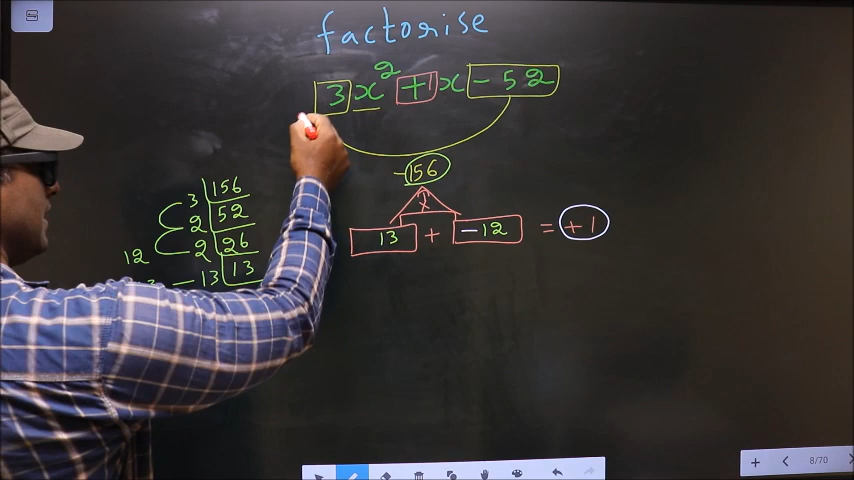 factorise
3x² +1x - 52
-156
3 | 156
2 | 52
2 | 26
13 | 13
12
13 + -12 = +1
8/70